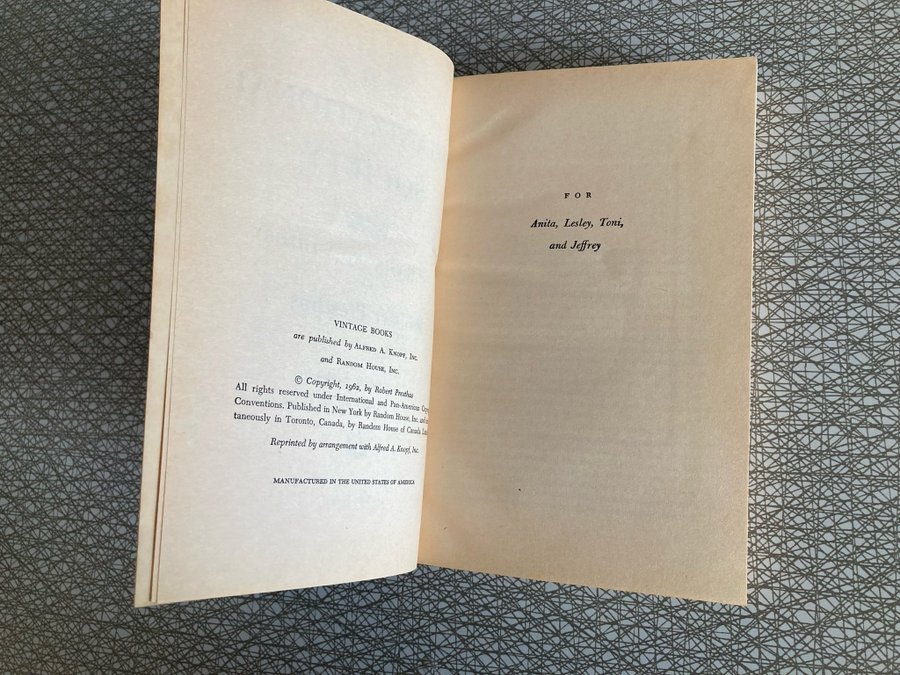 VINTAGE BOOKS
are published by ALFRED A. KNOPF, INC.
and RANDOM HOUSE, INC.
© Copyright, 1962, by Robert Presthus
All rights reserved under International and Pan-American
Conventions. Published in New York by Random House, Inc. and
taneously in Toronto, Canada, by Random House of Canada
Reprinted by arrangement with Alfred A. Knopf, Inc.
MANUFACTURED IN THE UNITED STATES OF AMERICA
FOR
Anita, Lesley, Toni,
and Jeffrey